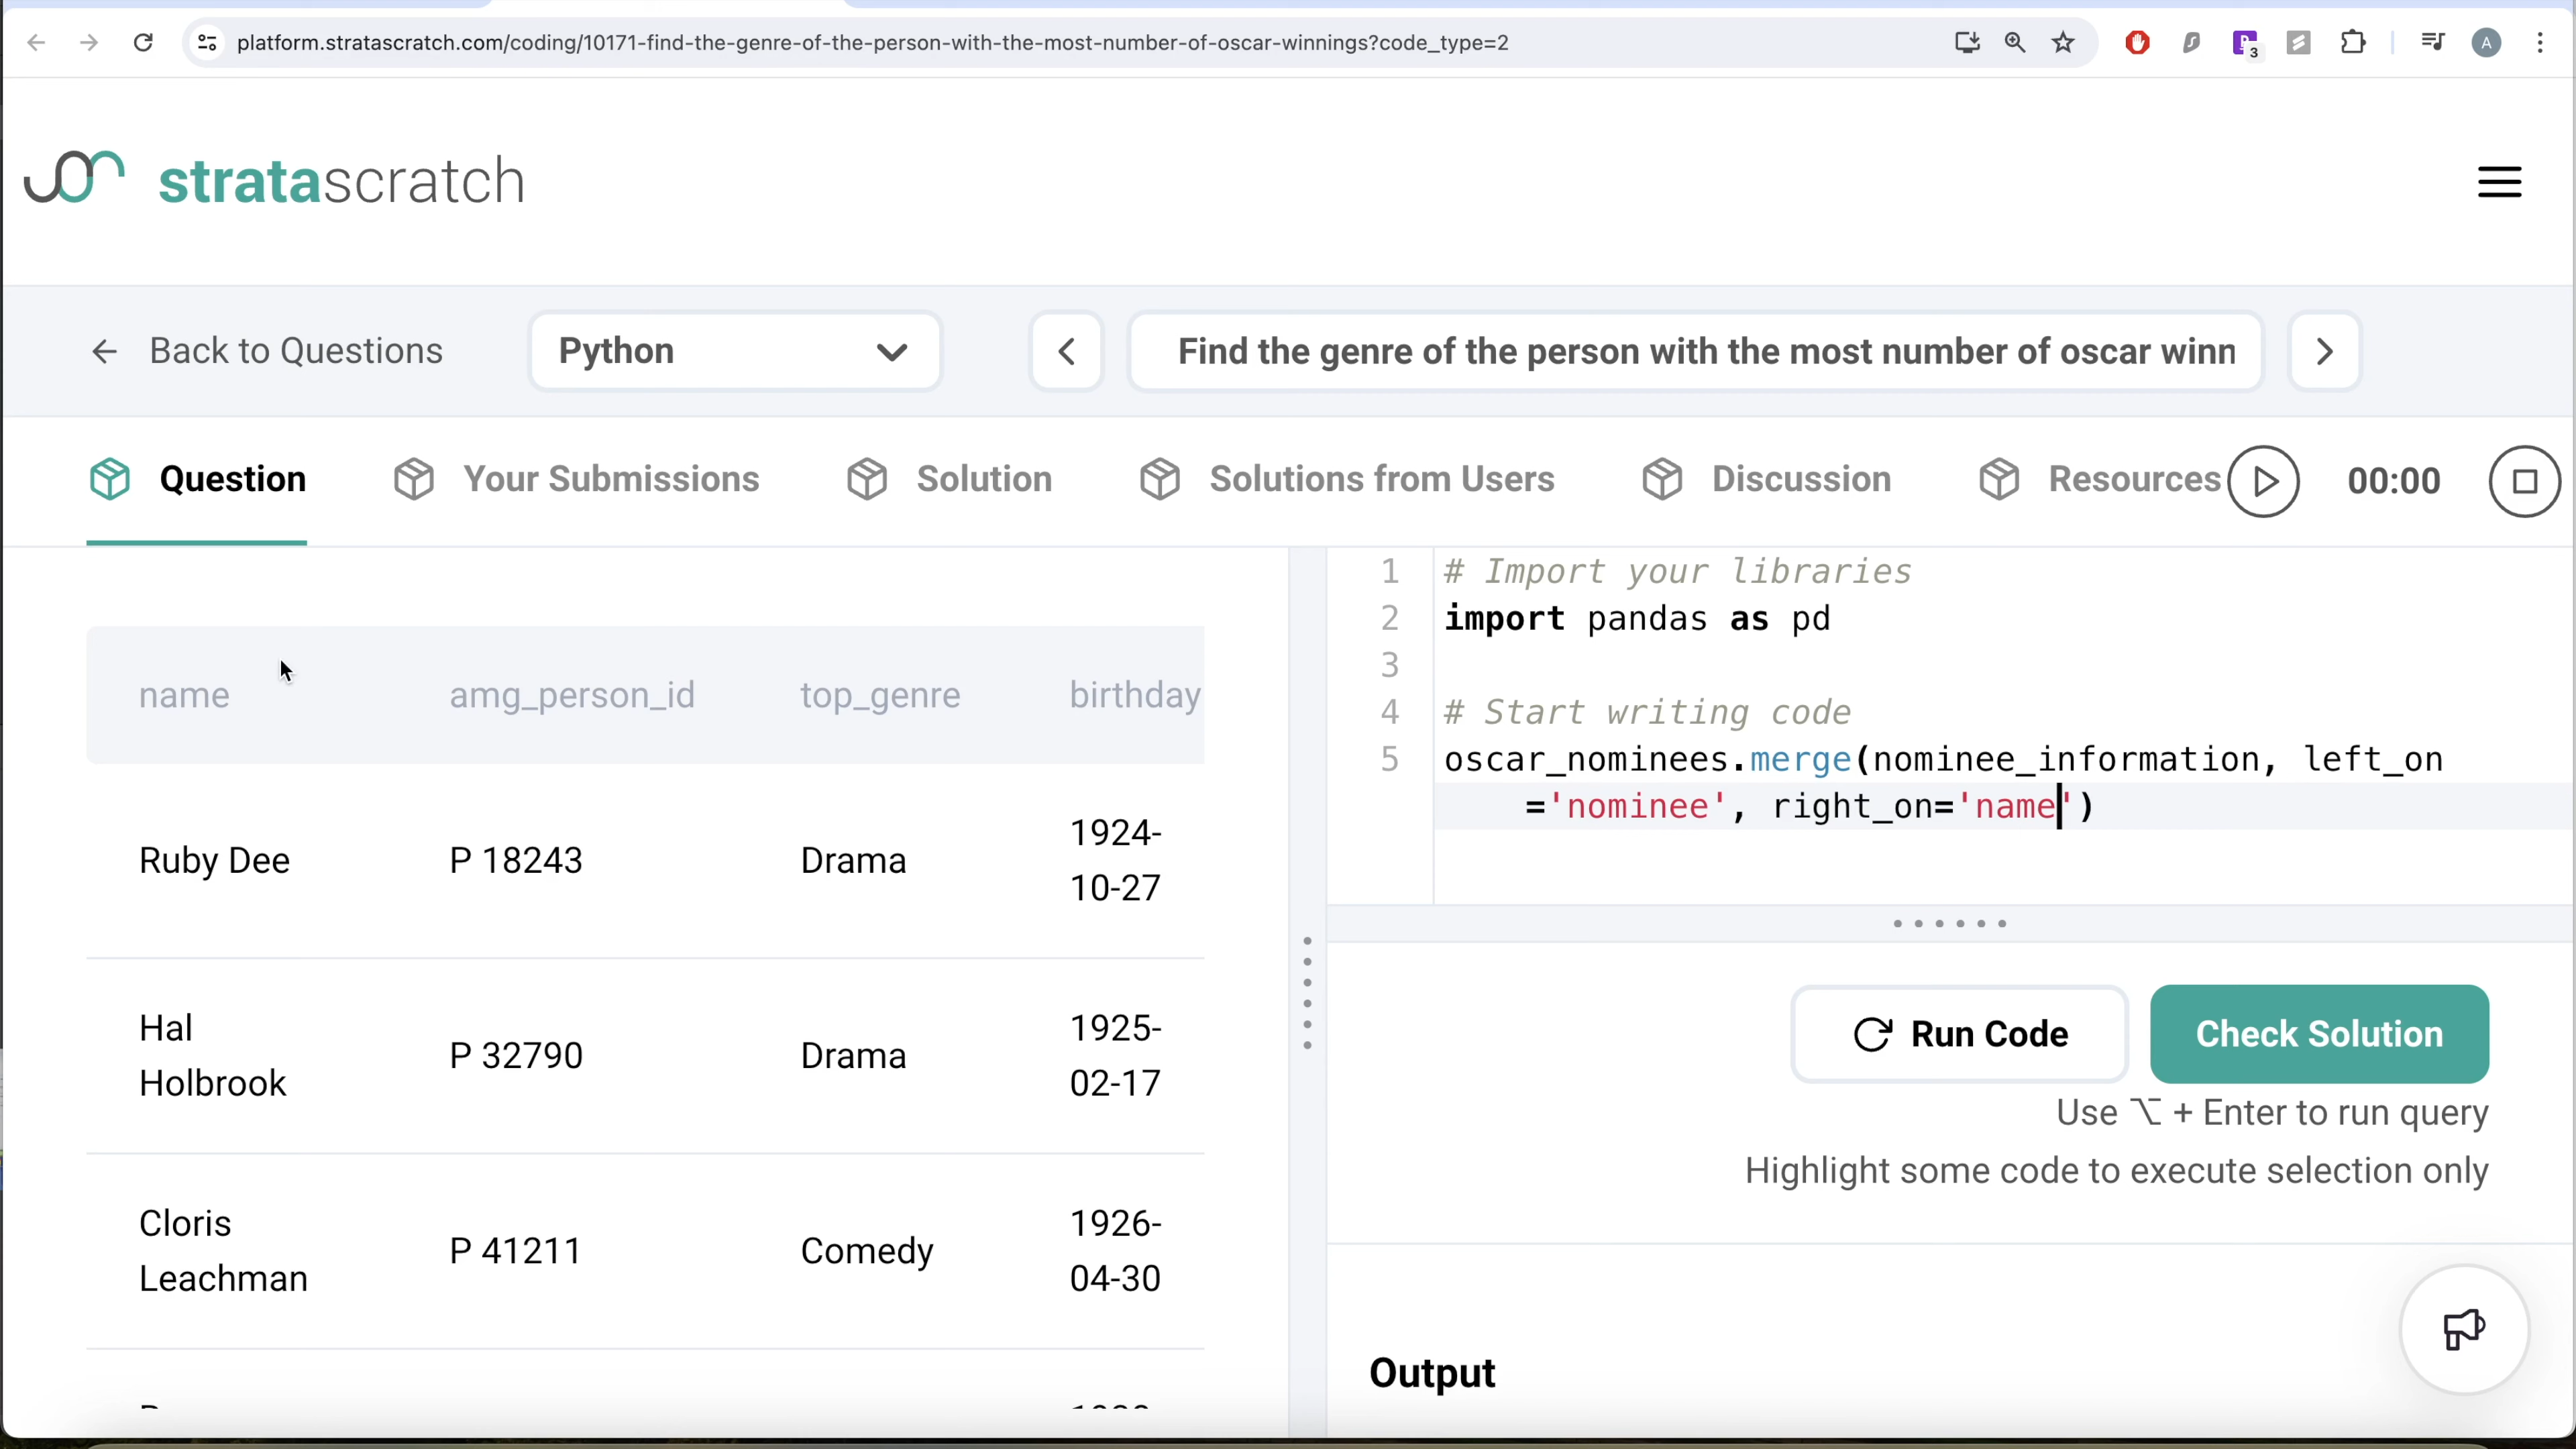 platform.stratascratch.com/coding/10171-find-the-genre-of-the-person-with-the-most-number-of-oscar-winnings?code_type=2
3
A
stratascratch
Back to Questions
Python
Find the genre of the person with the most number of oscar winn
Question
Your Submissions
Solution
Solutions from Users
Discussion
Resources
00:00
name amg_person_id top_genre birthday
Ruby Dee P 18243 Drama 1924-
10-27
Hal
Holbrook P 32790 Drama 1925-
02-17
Cloris
Leachman P 41211 Comedy 1926-
04-30
1 # Import your libraries
2 import pandas as pd
3
4 # Start writing code
5 oscar_nominees.merge(nominee_information, left_on
='nominee', right_on='name')
Run Code
Check Solution
Use ⌥ + Enter to run query
Highlight some code to execute selection only
Output